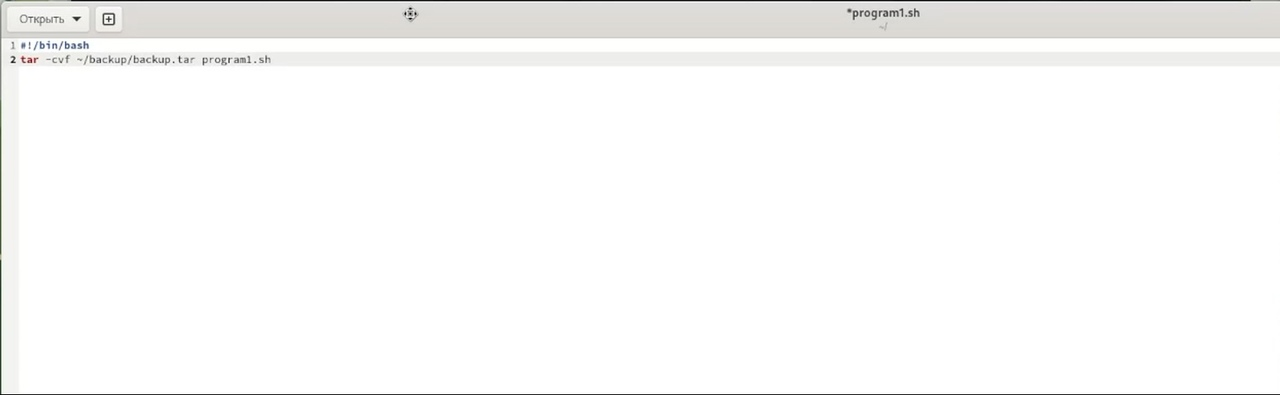 Открыть
*program1.sh
~/
1 #!/bin/bash
2 tar -cvf ~/backup/backup.tar program1.sh